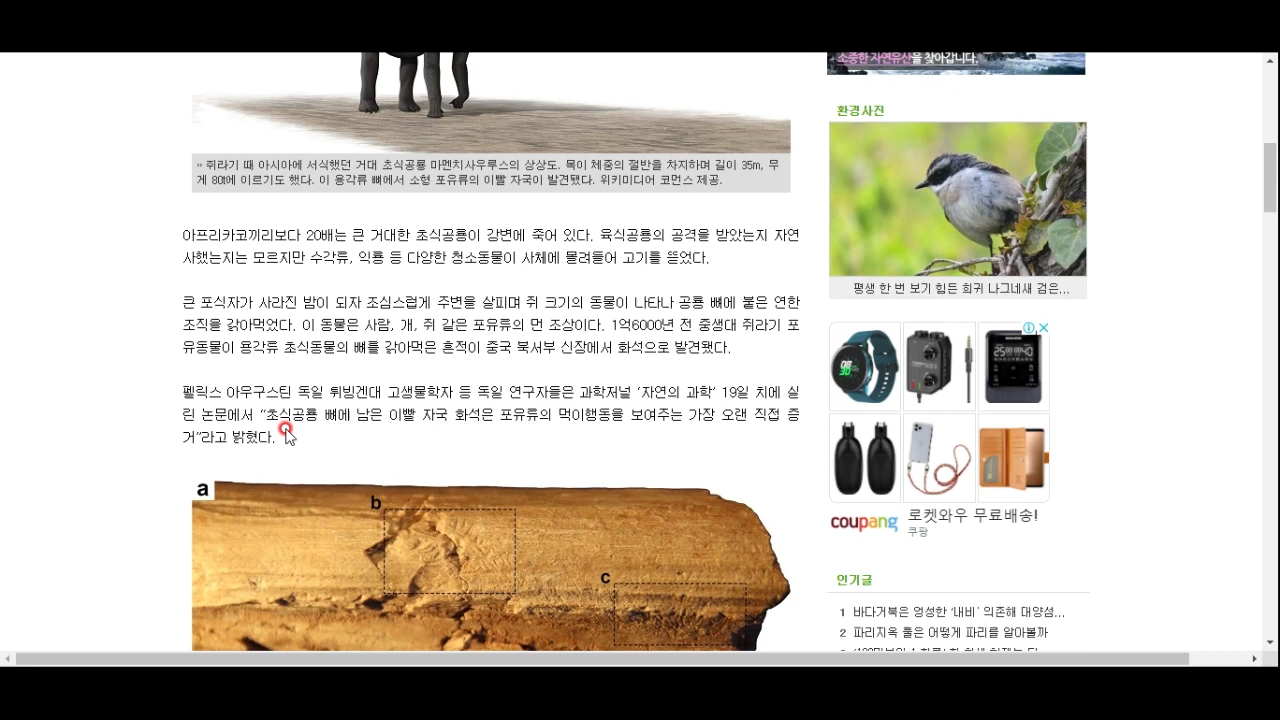 소중한 자연유산을 찾아갑니다.
환경사진
» 쥐라기 때 아시아에 서식했던 거대 초식공룡 마멘치사우루스의 상상도. 목이 체중의 절반을 차지하며 길이 35m, 무
게 80t에 이르기도 했다. 이 용각류 뼈에서 소형 포유류의 이빨 자국이 발견됐다. 위키미디어 코먼스 제공.
아프리카코끼리보다 20배는 큰 거대한 초식공룡이 강변에 죽어 있다. 육식공룡의 공격을 받았는지 자연
사했는지는 모르지만 수각류, 익룡 등 다양한 청소동물이 사체에 몰려들어 고기를 뜯었다.
큰 포식자가 사라진 밤이 되자 조심스럽게 주변을 살피며 쥐 크기의 동물이 나타나 공룡 뼈에 붙은 연한
조직을 갉아먹었다. 이 동물은 사람, 개, 쥐 같은 포유류의 먼 조상이다. 1억6000년 전 중생대 쥐라기 포
유동물이 용각류 초식동물의 뼈를 갉아먹은 흔적이 중국 북서부 신장에서 화석으로 발견됐다.
펠릭스 아우구스틴 독일 튀빙겐대 고생물학자 등 독일 연구자들은 과학저널 ‘자연의 과학’ 19일 치에 실
린 논문에서 “초식공룡 뼈에 남은 이빨 자국 화석은 포유류의 먹이행동을 보여주는 가장 오랜 직접 증
거”라고 밝혔다.
a
b
c
평생 한 번 보기 힘든 희귀 나그네새 검은...
08
30
coupang
로켓와우 무료배송!
쿠팡
인기글
1 바다거북은 엉성한 ‘내비’ 의존해 대양섬...
2 파리지옥 풀은 어떻게 파리를 알아볼까